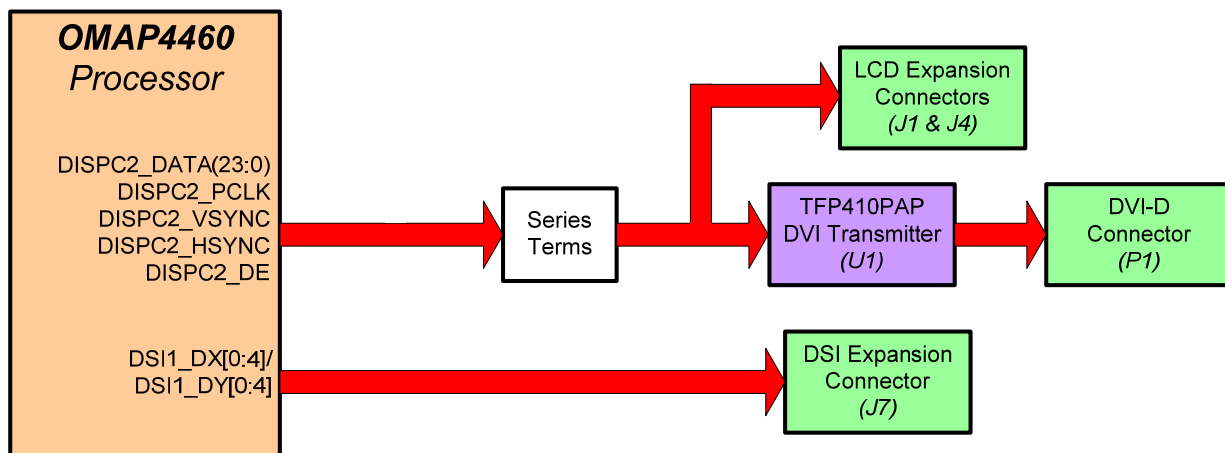 OMAP4460
Processor
DISPC2_DATA(23:0)
DISPC2_PCLK
DISPC2_VSYNC
DISPC2_HSYNC
DISPC2_DE
DSI1_DX[0:4]/
DSI1_DY[0:4]
Series
Terms
LCD Expansion
Connectors
(J1 & J4)
TFP410PAP
DVI Transmitter
(U1)
DVI-D
Connector
(P1)
DSI Expansion
Connector
(J7)